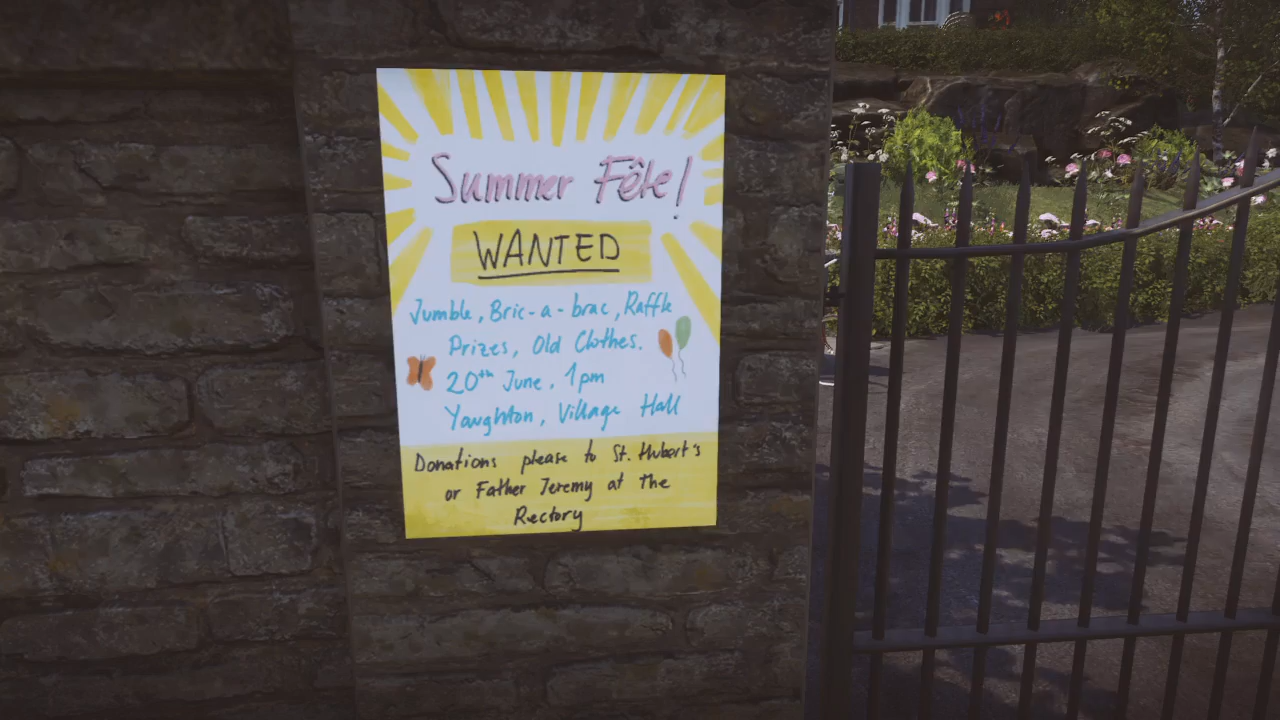 Summer Fête!
WANTED
Jumble, Bric-a-brac, Raffle
Prizes, Old Clothes.
20th June, 1pm
Yaughton, Village Hall
Donations please to St. Hubert's
or Father Jeremy at the
Rectory